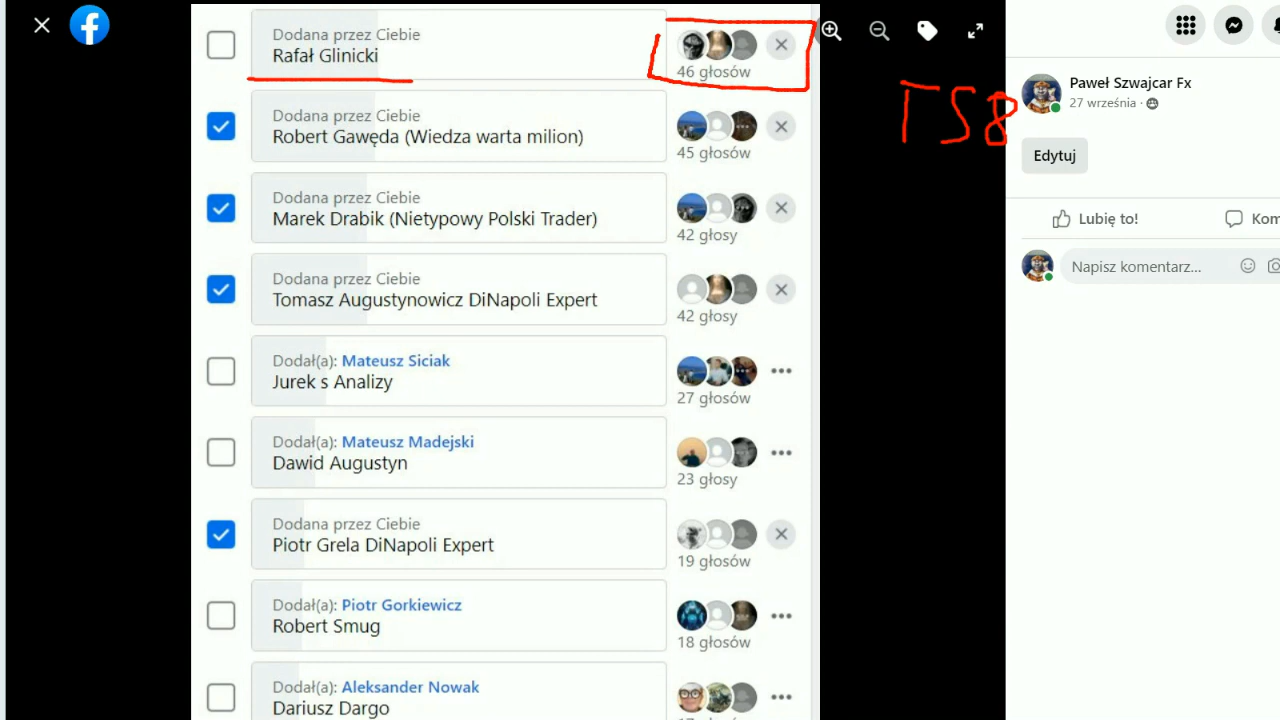 Dodana przez Ciebie
Rafał Glinicki
46 głosów
Dodana przez Ciebie
Robert Gawęda (Wiedza warta milion)
45 głosów
Dodana przez Ciebie
Marek Drabik (Nietypowy Polski Trader)
42 głosy
Dodana przez Ciebie
Tomasz Augustynowicz DiNapoli Expert
42 głosy
Dodał(a): Mateusz Siciak
Jurek s Analizy
27 głosów
Dodał(a): Mateusz Madejski
Dawid Augustyn
23 głosy
Dodana przez Ciebie
Piotr Grela DiNapoli Expert
19 głosów
Dodał(a): Piotr Gorkiewicz
Robert Smug
18 głosów
Dodał(a): Aleksander Nowak
Dariusz Dargo
TS8
Paweł Szwajcar Fx
27 września ·
Edytuj
Lubię to!
Kom
Napisz komentarz...